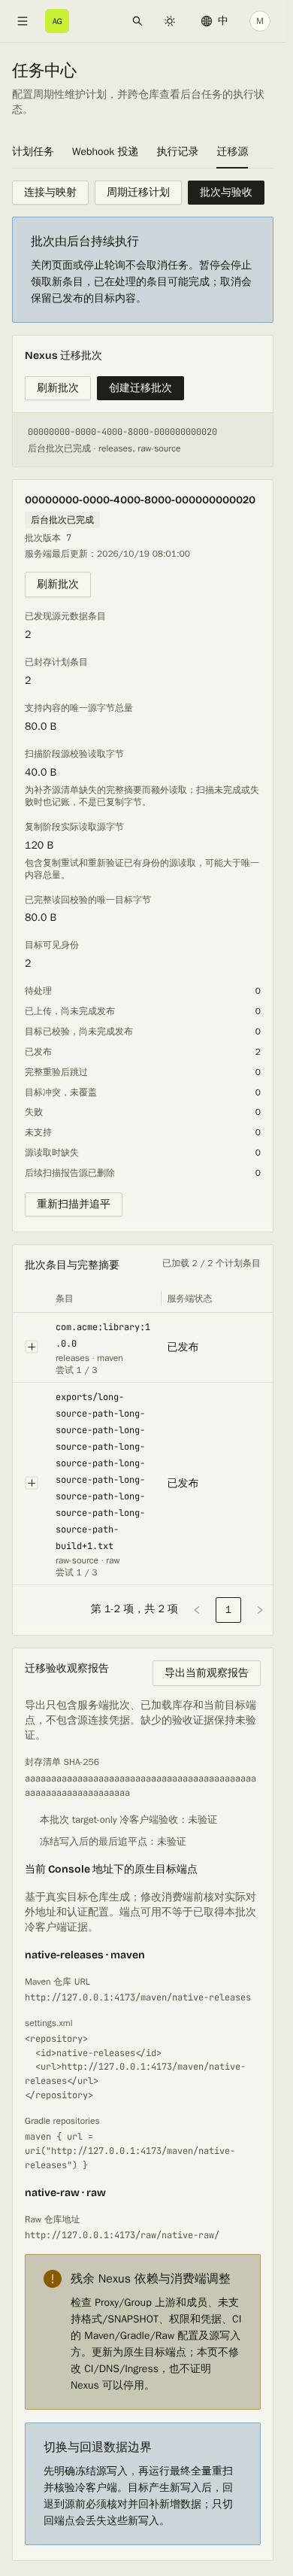 AG
中
M
任务中心
配置周期性维护计划，并跨仓库查看后台任务的执行状
态。
计划任务 Webhook 投递 执行记录 迁移源
连接与映射 周期迁移计划 批次与验收
批次由后台持续执行
关闭页面或停止轮询不会取消任务。暂停会停止
领取新条目，已在处理的条目可能完成；取消会
保留已发布的目标内容。
Nexus 迁移批次
刷新批次 创建迁移批次
00000000-0000-4000-8000-000000000020
后台批次已完成 · releases, raw-source
00000000-0000-4000-8000-000000000020
后台批次已完成
批次版本 7
服务端最后更新：2026/10/19 08:01:00
刷新批次
已发现源元数据条目
2
已封存计划条目
2
支持内容的唯一源字节总量
80.0 B
扫描阶段源校验读取字节
40.0 B
为补齐源清单缺失的完整摘要而额外读取；扫描未完成或失
败时也记账，不是已复制字节。
复制阶段实际读取源字节
120 B
包含复制重试和重新验证已有身份的源读取，可能大于唯一
内容总量。
已完整读回校验的唯一目标字节
80.0 B
目标可见身份
2
待处理 0
已上传，尚未完成发布 0
目标已校验，尚未完成发布 0
已发布 2
完整重验后跳过 0
目标冲突，未覆盖 0
失败 0
未支持 0
源读取时缺失 0
后续扫描报告源已删除 0
重新扫描并追平
批次条目与完整摘要 已加载 2 / 2 个计划条目
条目 服务端状态
com.acme:library:1
.0.0
releases · maven
尝试 1 / 3
已发布
exports/long-
source-path-long-
source-path-long-
source-path-long-
source-path-long-
source-path-long-
source-path-long-
source-path-long-
source-path-
build+1.txt
raw-source · raw
尝试 1 / 3
已发布
第 1-2 项，共 2 项 1
迁移验收观察报告 导出当前观察报告
导出只包含服务端批次、已加载库存和当前目标端
点，不包含源连接凭据。缺少的验收证据保持未验
证。
封存清单 SHA-256
aaaaaaaaaaaaaaaaaaaaaaaaaaaaaaaaaaaaaaaaaaaa
aaaaaaaaaaaaaaaaaaaa
本批次 target-only 冷客户端验收：未验证
冻结写入后的最后追平点：未验证
当前 Console 地址下的原生目标端点
基于真实目标仓库生成；修改消费端前核对实际对
外地址和认证配置。端点可用不等于已取得本批次
冷客户端证据。
native-releases · maven
Maven 仓库 URL
http://127.0.0.1:4173/maven/native-releases
settings.xml
<repository>
<id>native-releases</id>
<url>http://127.0.0.1:4173/maven/native-
releases</url>
</repository>
Gradle repositories
maven { url =
uri("http://127.0.0.1:4173/maven/native-
releases") }
native-raw · raw
Raw 仓库地址
http://127.0.0.1:4173/raw/native-raw/
残余 Nexus 依赖与消费端调整
检查 Proxy/Group 上游和成员、未支
持格式/SNAPSHOT、权限和凭据、CI
的 Maven/Gradle/Raw 配置及源写入
方。更新为原生目标端点；本页不修
改 CI/DNS/Ingress，也不证明
Nexus 可以停用。
切换与回退数据边界
先明确冻结源写入，再运行最终全量重扫
并核验冷客户端。目标产生新写入后，回
退到源前必须核对并回补新增数据；只切
回端点会丢失这些新写入。